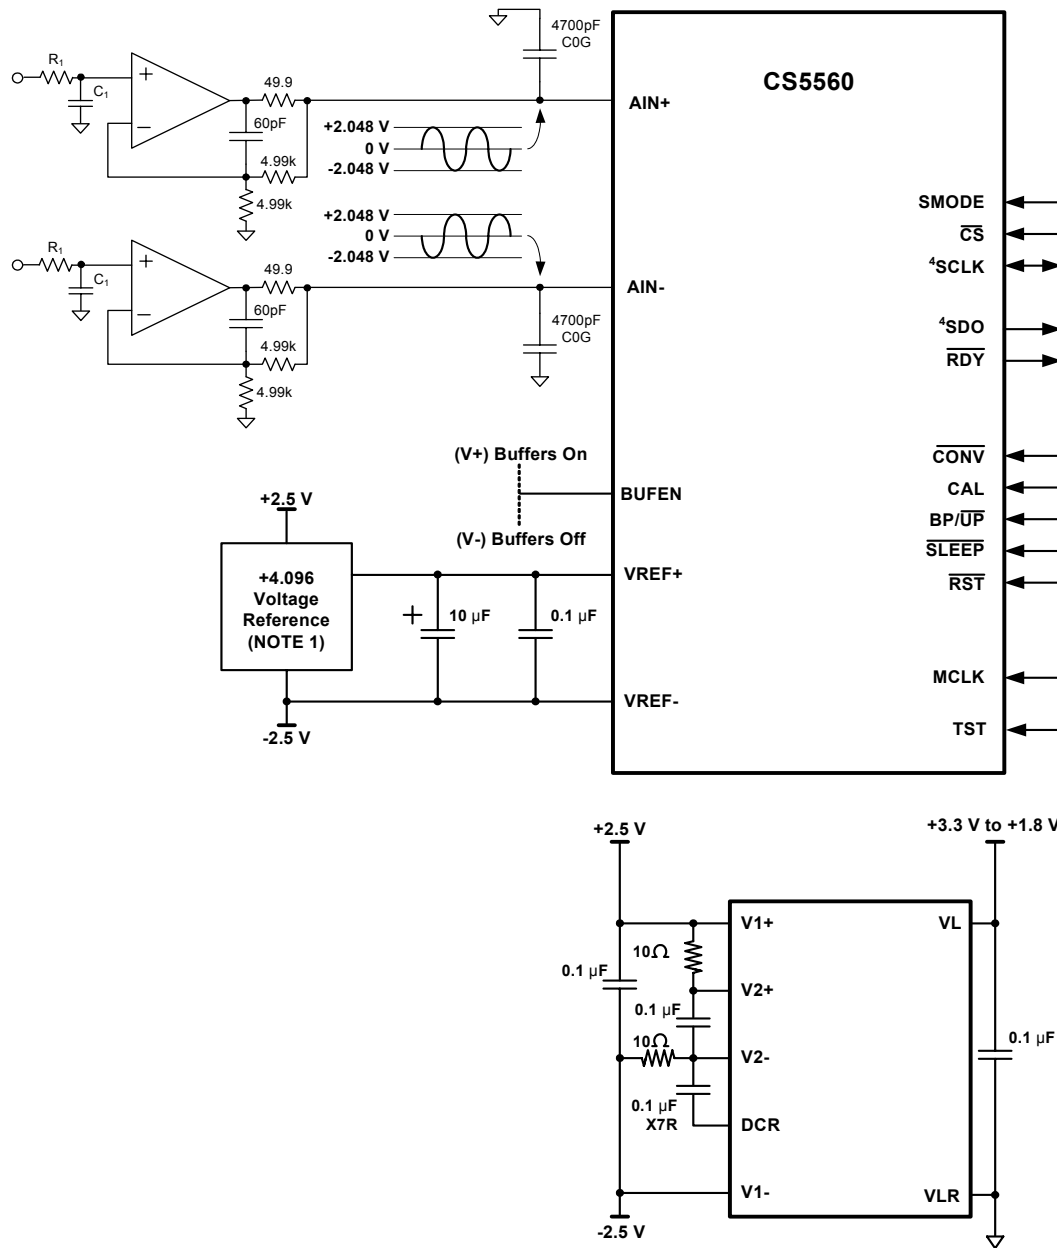 4700pF
C0G
CS5560
R1
C1
49.9
60pF
4.99k
4.99k
AIN+
+2.048 V
0 V
-2.048 V
+2.048 V
0 V
-2.048 V
R1
C1
49.9
60pF
4.99k
4.99k
AIN-
4700pF
C0G
SMODE
CS
4SCLK
4SDO
RDY
CONV
CAL
BP/UP
SLEEP
RST
MCLK
TST
(V+) Buffers On
BUFEN
(V-) Buffers Off
+2.5 V
+4.096
Voltage
Reference
(NOTE 1)
-2.5 V
+
10 µF
0.1 µF
VREF+
VREF-
+2.5 V
+3.3 V to +1.8 V
V1+
VL
10Ω
0.1 µF
V2+
0.1 µF
10Ω
V2-
0.1 µF
0.1 µF
X7R
DCR
V1-
VLR
-2.5 V